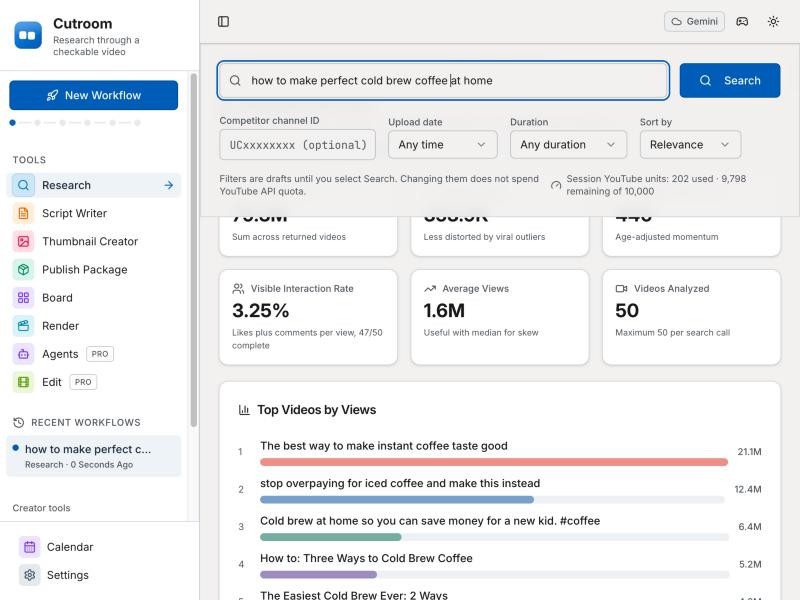 Cutroom
Research through a
checkable video
New Workflow
TOOLS
Research
Script Writer
Thumbnail Creator
Publish Package
Board
Render
Agents PRO
Edit PRO
RECENT WORKFLOWS
how to make perfect c...
Research · 0 Seconds Ago
Creator tools
Calendar
Settings
Gemini
how to make perfect cold brew coffee at home
Search
Competitor channel ID
UCxxxxxxxx (optional)
Upload date
Any time
Duration
Any duration
Sort by
Relevance
Filters are drafts until you select Search. Changing them does not spend
YouTube API quota.
Session YouTube units: 202 used · 9,798
remaining of 10,000
Sum across returned videos
Less distorted by viral outliers
Age-adjusted momentum
Visible Interaction Rate
3.25%
Likes plus comments per view, 47/50
complete
Average Views
1.6M
Useful with median for skew
Videos Analyzed
50
Maximum 50 per search call
Top Videos by Views
1 The best way to make instant coffee taste good 21.1M
2 stop overpaying for iced coffee and make this instead 12.4M
3 Cold brew at home so you can save money for a new kid. #coffee 6.4M
4 How to: Three Ways to Cold Brew Coffee 5.2M
The Easiest Cold Brew Ever: 2 Ways